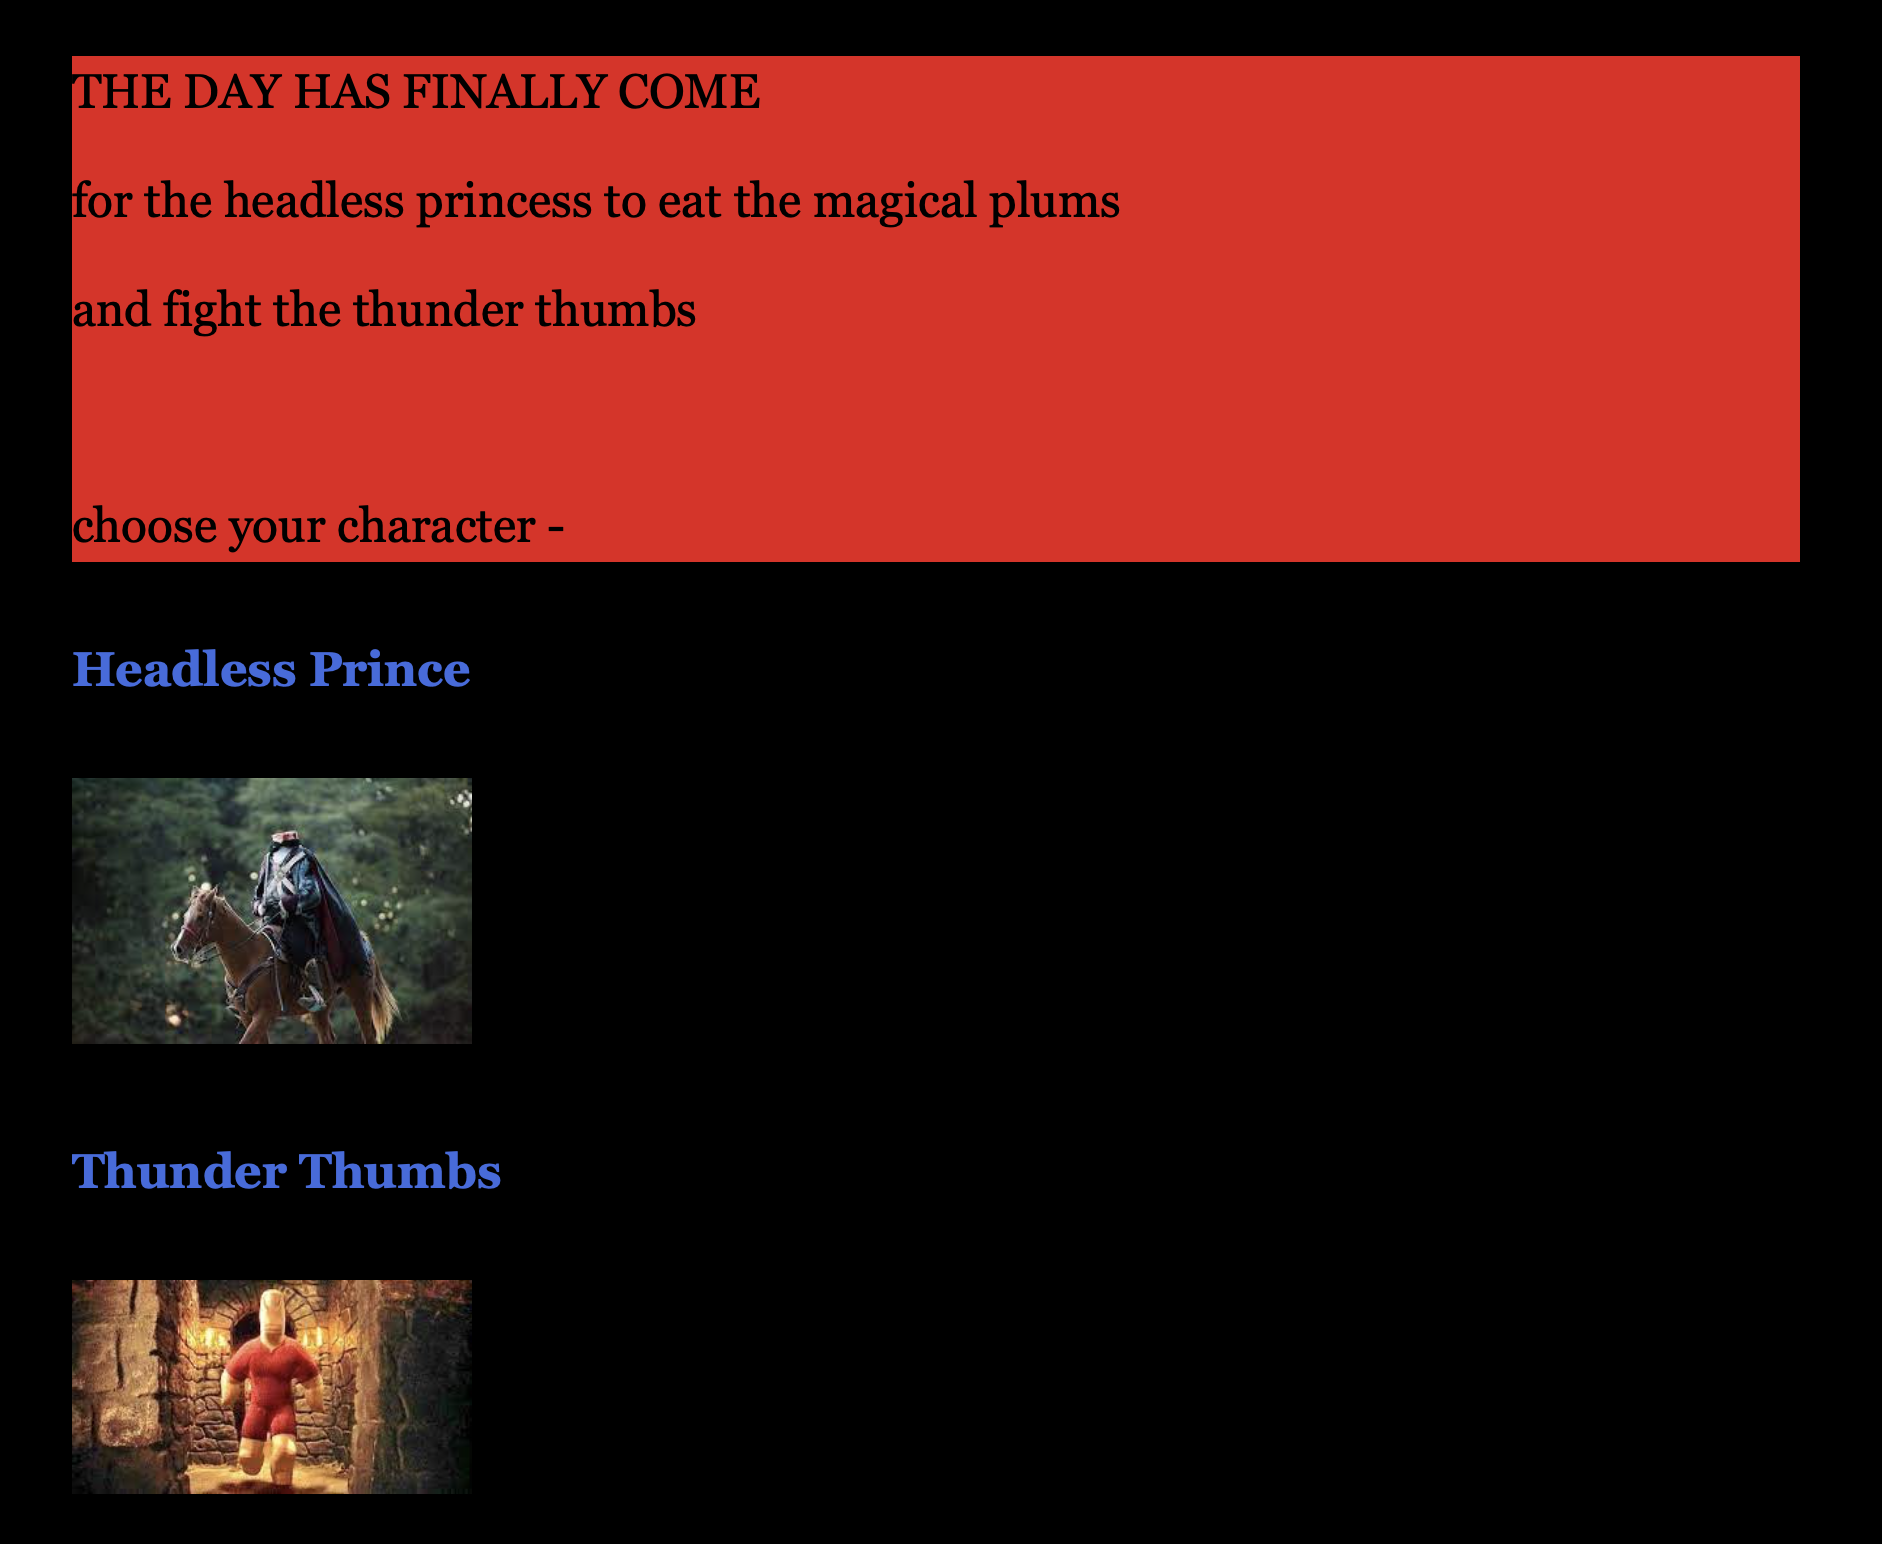 THE DAY HAS FINALLY COME
for the headless princess to eat the magical plums
and fight the thunder thumbs
choose your character -
Headless Prince
Thunder Thumbs